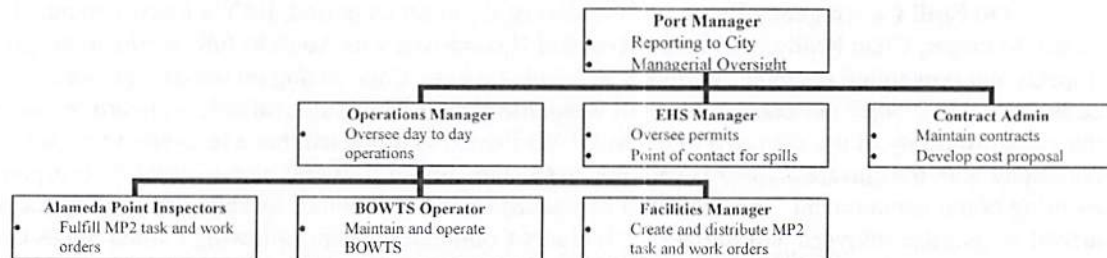 Port Manager
• Reporting to City
• Managerial Oversight
Operations Manager
• Oversee day to day
operations
EHS Manager
• Oversee permits
• Point of contact for spills
Contract Admin
• Maintain contracts
• Develop cost proposal
Alameda Point Inspectors
• Fulfill MP2 task and work
orders
BOWTS Operator
• Maintain and operate
BOWTS
Facilities Manager
• Create and distribute MP2
task and work orders